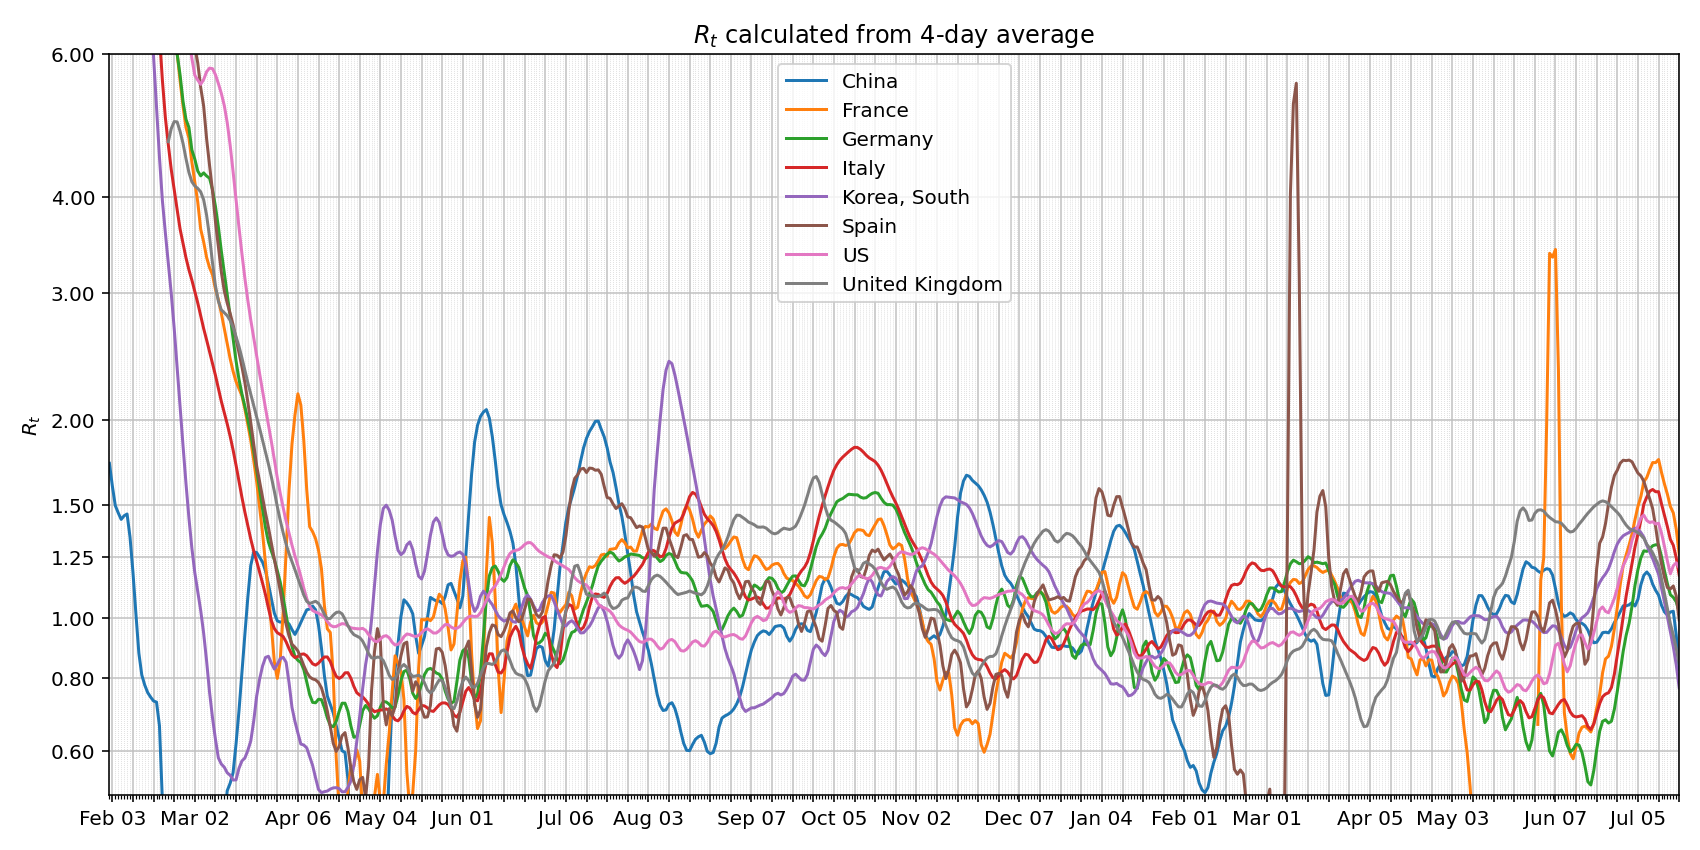 R_t calculated from 4-day average
6.00
4.00
3.00
2.00
1.50
1.25
1.00
0.80
0.60
R_t
China
France
Germany
Italy
Korea, South
Spain
US
United Kingdom
Feb 03 Mar 02 Apr 06 May 04 Jun 01 Jul 06 Aug 03 Sep 07 Oct 05 Nov 02 Dec 07 Jan 04 Feb 01 Mar 01 Apr 05 May 03 Jun 07 Jul 05